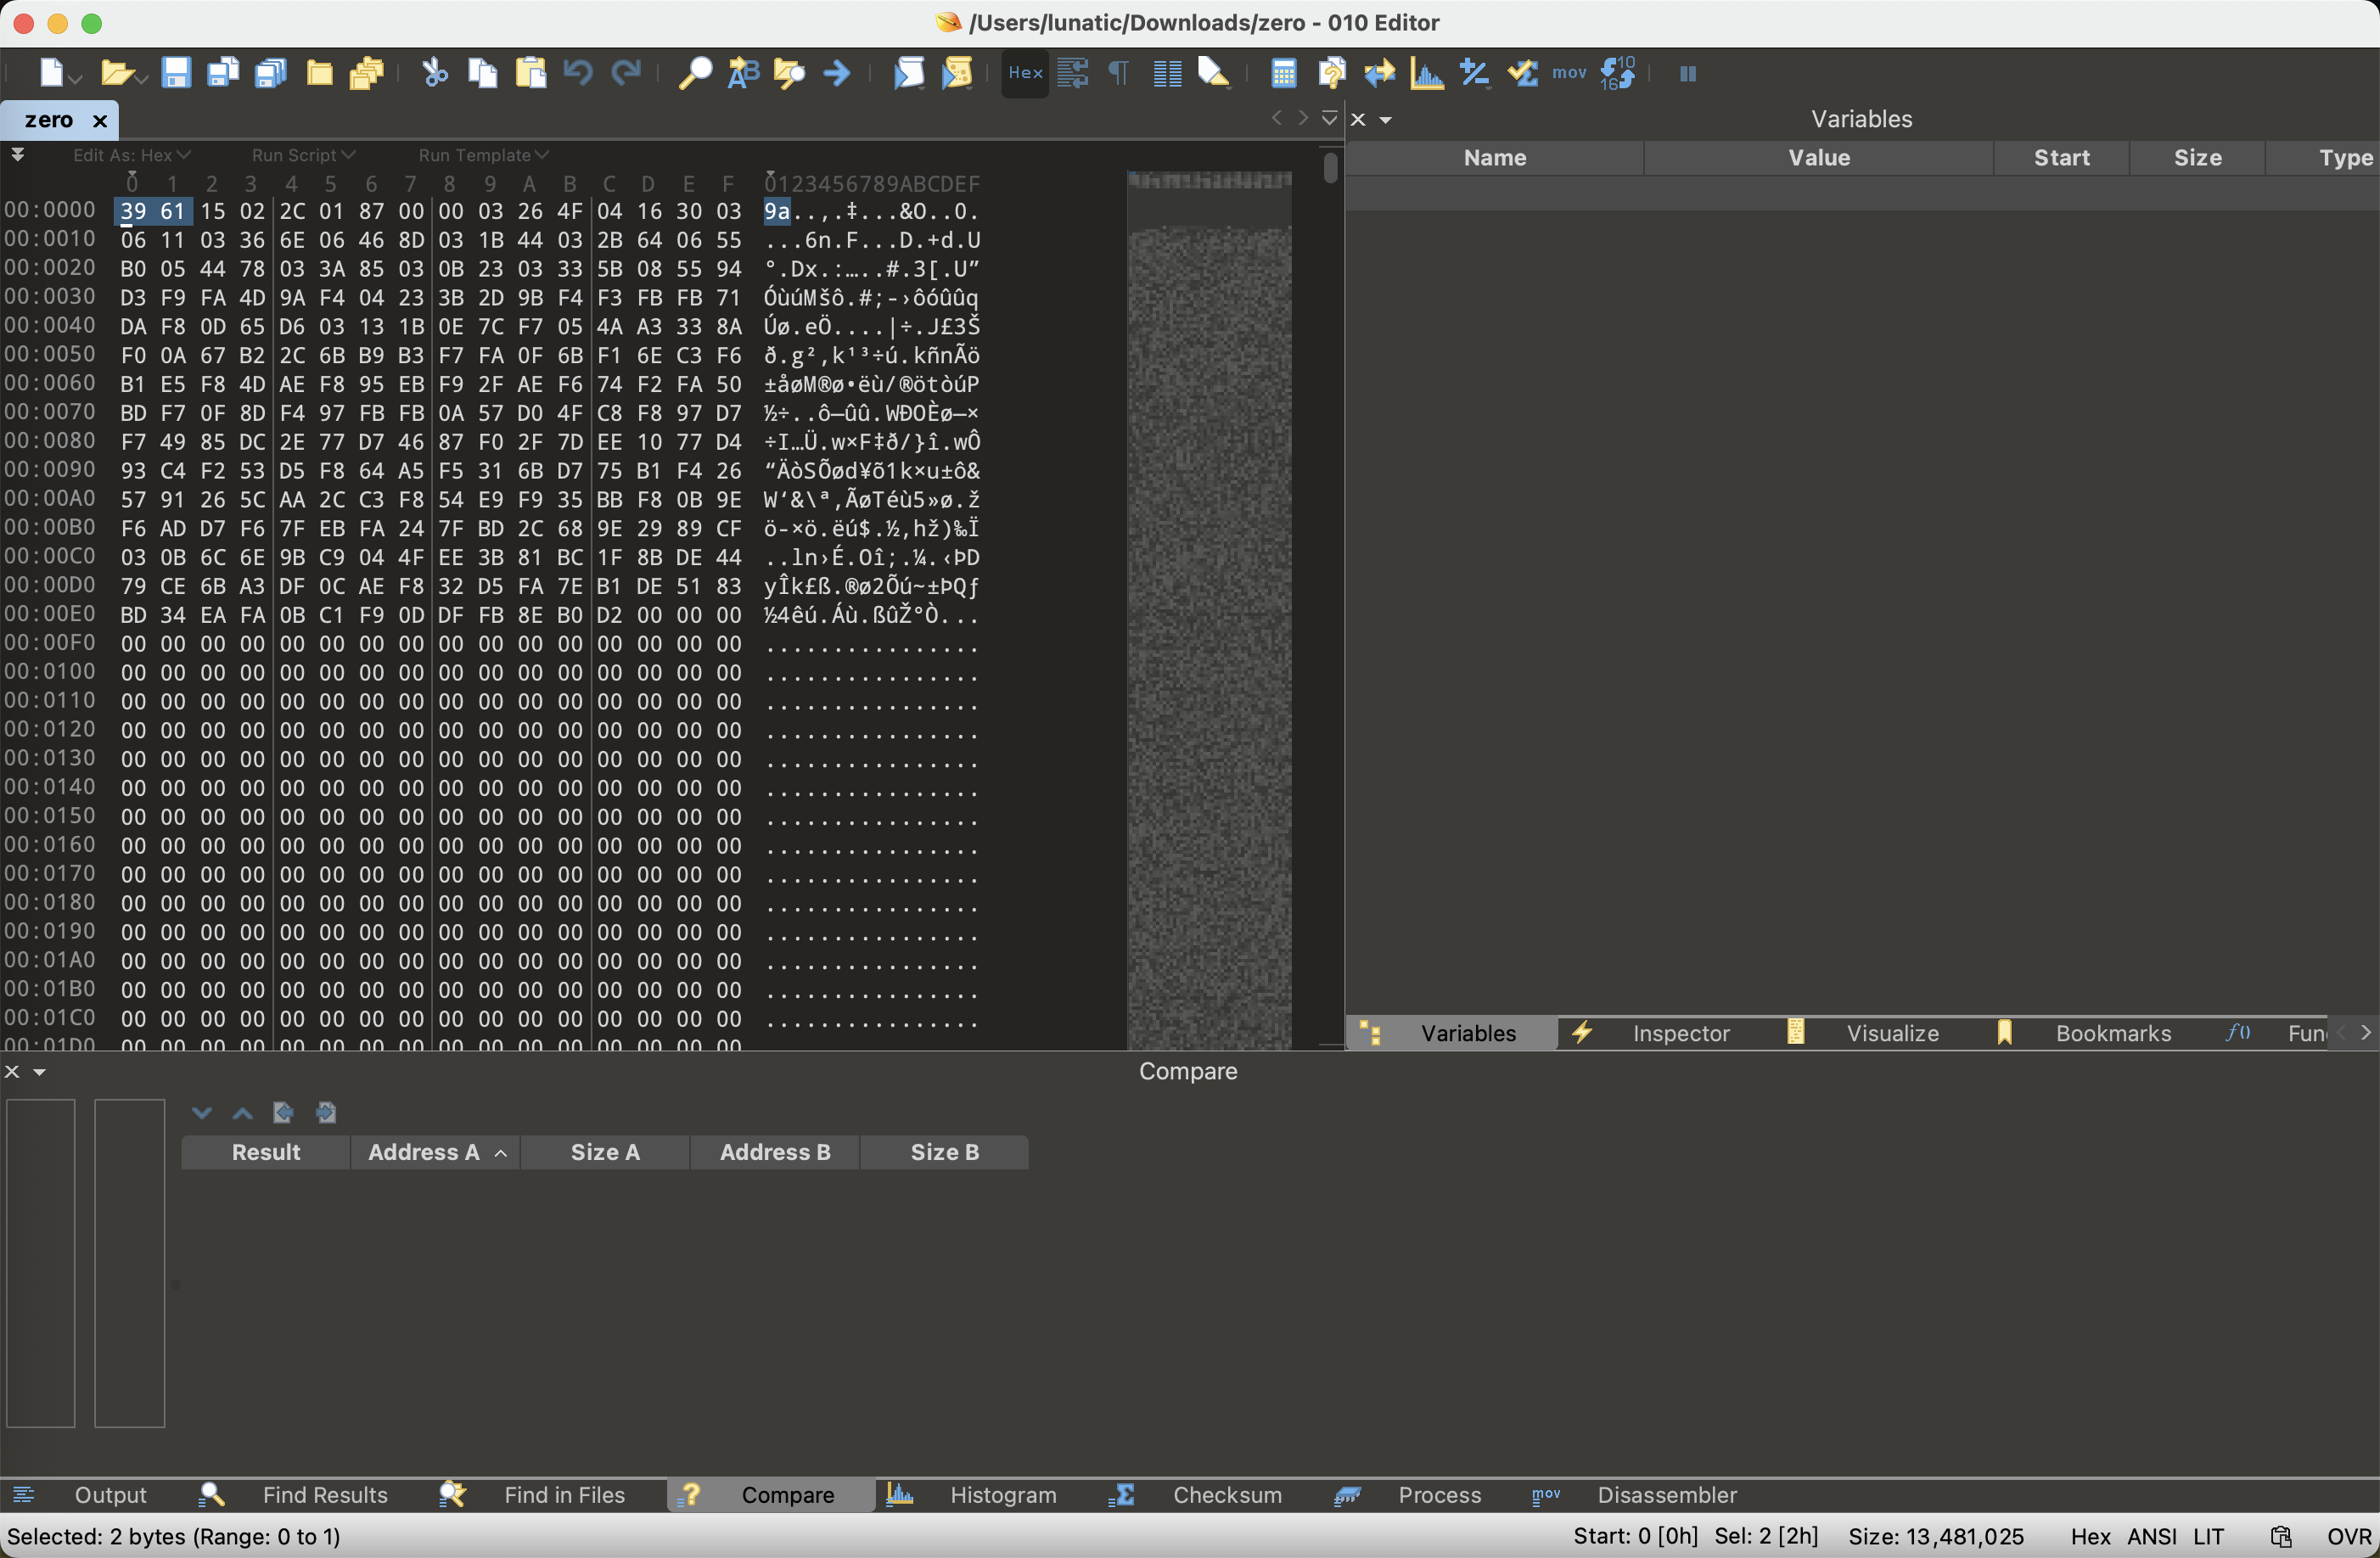 /Users/lunatic/Downloads/zero - 010 Editor
Hex
mov
10
16
zero
Variables
Edit As: Hex
Run Script
Run Template
Name Value Start Size Type
0 1 2 3 4 5 6 7 8 9 A B C D E F 0123456789ABCDEF
00:0000 39 61 15 02 2C 01 87 00 00 03 26 4F 04 16 30 03 9a..,.‡...&O..0.
00:0010 06 11 03 36 6E 06 46 8D 03 1B 44 03 2B 64 06 55 ...6n.F...D.+d.U
00:0020 B0 05 44 78 03 3A 85 03 0B 23 03 33 5B 08 55 94 °.Dx.:…..#.3[.U”
00:0030 D3 F9 FA 4D 9A F4 04 23 3B 2D 9B F4 F3 FB FB 71 ÓùúMšô.#;-›ôóûûq
00:0040 DA F8 0D 65 D6 03 13 1B 0E 7C F7 05 4A A3 33 8A Úø.eÖ....|÷.J£3Š
00:0050 F0 0A 67 B2 2C 6B B9 B3 F7 FA 0F 6B F1 6E C3 F6 ð.g²,k¹³÷ú.kñnÃö
00:0060 B1 E5 F8 4D AE F8 95 EB F9 2F AE F6 74 F2 FA 50 ±åøM®ø•ëù/®ötòúP
00:0070 BD F7 0F 8D F4 97 FB FB 0A 57 D0 4F C8 F8 97 D7 ½÷..ô—ûû.WÐOÈø—×
00:0080 F7 49 85 DC 2E 77 D7 46 87 F0 2F 7D EE 10 77 D4 ÷I…Ü.w×F‡ð/}î.wÔ
00:0090 93 C4 F2 53 D5 F8 64 A5 F5 31 6B D7 75 B1 F4 26 “ÄòSÕød¥õ1k×u±ô&
00:00A0 57 91 26 5C AA 2C C3 F8 54 E9 F9 35 BB F8 0B 9E W‘&\ª,ÃøTéù5»ø.ž
00:00B0 F6 AD D7 F6 7F EB FA 24 7F BD 2C 68 9E 29 89 CF ö-×ö.ëú$.½,hž)‰Ï
00:00C0 03 0B 6C 6E 9B C9 04 4F EE 3B 81 BC 1F 8B DE 44 ..ln›É.Oî;.¼.‹ÞD
00:00D0 79 CE 6B A3 DF 0C AE F8 32 D5 FA 7E B1 DE 51 83 yÎk£ß.®ø2Õú~±ÞQƒ
00:00E0 BD 34 EA FA 0B C1 F9 0D DF FB 8E B0 D2 00 00 00 ½4êú.Áù.ßûŽ°Ò...
00:00F0 00 00 00 00 00 00 00 00 00 00 00 00 00 00 00 00 ................
00:0100 00 00 00 00 00 00 00 00 00 00 00 00 00 00 00 00 ................
00:0110 00 00 00 00 00 00 00 00 00 00 00 00 00 00 00 00 ................
00:0120 00 00 00 00 00 00 00 00 00 00 00 00 00 00 00 00 ................
00:0130 00 00 00 00 00 00 00 00 00 00 00 00 00 00 00 00 ................
00:0140 00 00 00 00 00 00 00 00 00 00 00 00 00 00 00 00 ................
00:0150 00 00 00 00 00 00 00 00 00 00 00 00 00 00 00 00 ................
00:0160 00 00 00 00 00 00 00 00 00 00 00 00 00 00 00 00 ................
00:0170 00 00 00 00 00 00 00 00 00 00 00 00 00 00 00 00 ................
00:0180 00 00 00 00 00 00 00 00 00 00 00 00 00 00 00 00 ................
00:0190 00 00 00 00 00 00 00 00 00 00 00 00 00 00 00 00 ................
00:01A0 00 00 00 00 00 00 00 00 00 00 00 00 00 00 00 00 ................
00:01B0 00 00 00 00 00 00 00 00 00 00 00 00 00 00 00 00 ................
00:01C0 00 00 00 00 00 00 00 00 00 00 00 00 00 00 00 00 ................
00:01D0 00 00 00 00 00 00 00 00 00 00 00 00 00 00 00 00
Variables Inspector Visualize Bookmarks f() Fun
Compare
Result Address A Size A Address B Size B
Output Find Results Find in Files Compare Histogram Checksum Process mov Disassembler
Selected: 2 bytes (Range: 0 to 1) Start: 0 [0h] Sel: 2 [2h] Size: 13,481,025 Hex ANSI LIT OVR